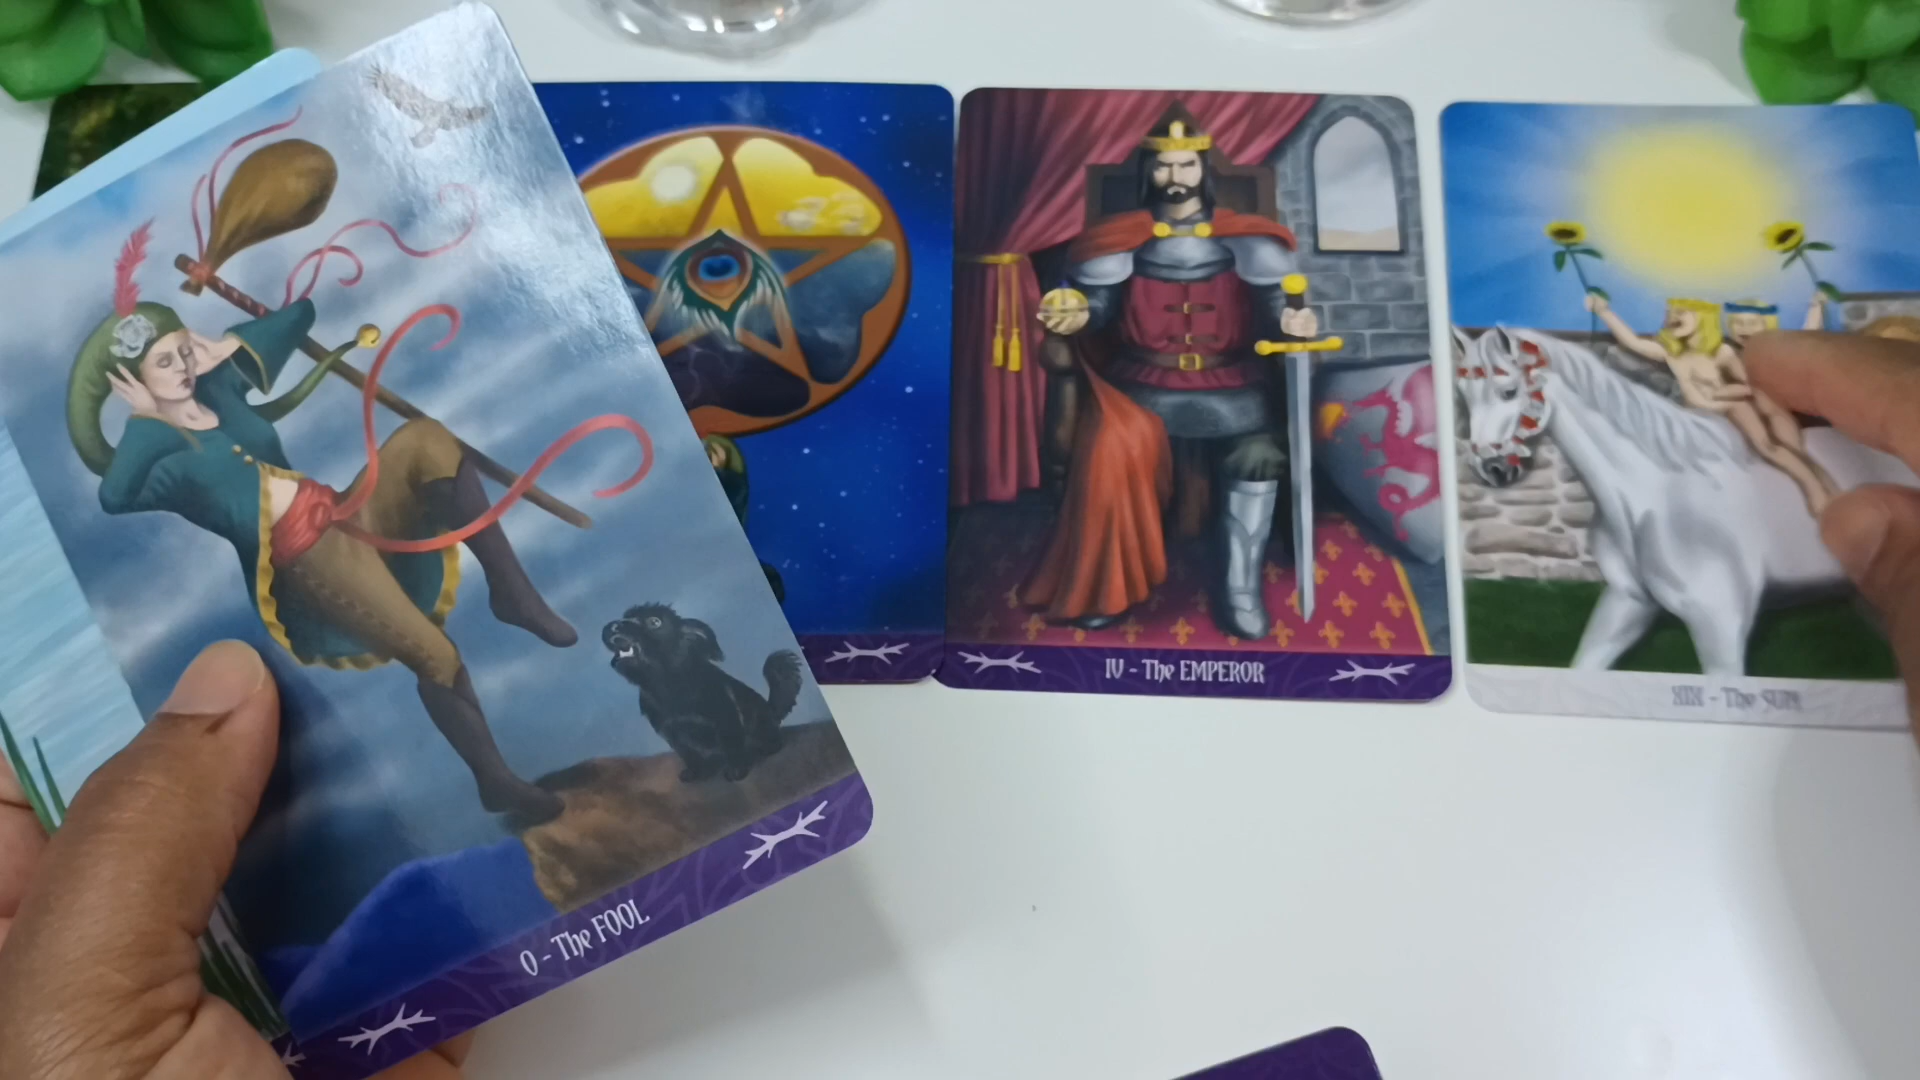 0 - The FOOL
IV - The EMPEROR
XIX - The SUN